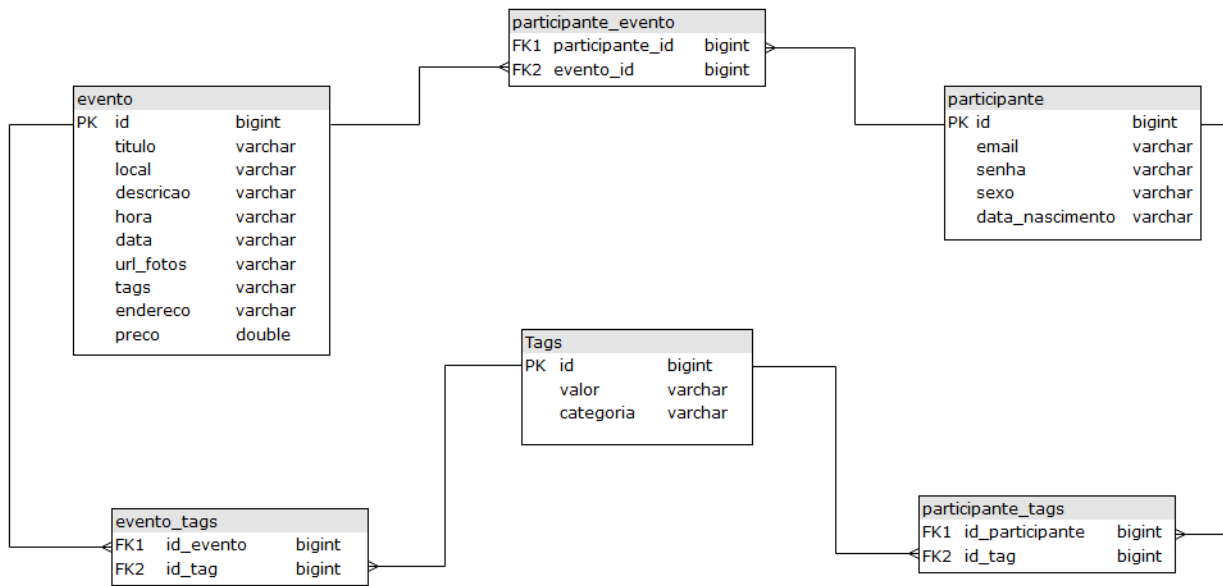 participante_evento
FK1 participante_id bigint
FK2 evento_id bigint
evento
PK id bigint
titulo varchar
local varchar
descricao varchar
hora varchar
data varchar
url_fotos varchar
tags varchar
endereco varchar
preco double
participante
PK id bigint
email varchar
senha varchar
sexo varchar
data_nascimento varchar
Tags
PK id bigint
valor varchar
categoria varchar
evento_tags
FK1 id_evento bigint
FK2 id_tag bigint
participante_tags
FK1 id_participante bigint
FK2 id_tag bigint